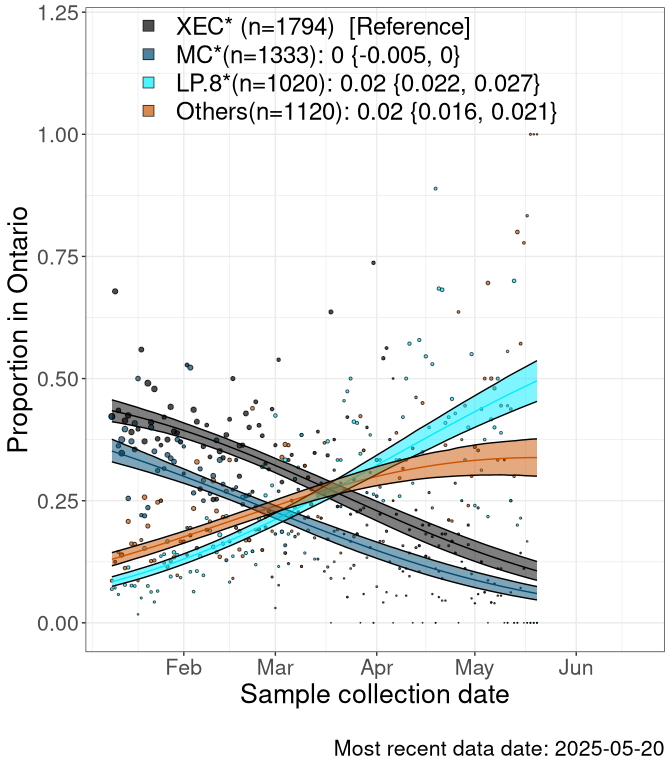 XEC* (n=1794)  [Reference]
MC*(n=1333): 0 {-0.005, 0}
LP.8*(n=1020): 0.02 {0.022, 0.027}
Others(n=1120): 0.02 {0.016, 0.021}
1.25
1.00
0.75
0.50
0.25
0.00
Proportion in Ontario
Feb Mar Apr May Jun
Sample collection date
Most recent data date: 2025-05-20